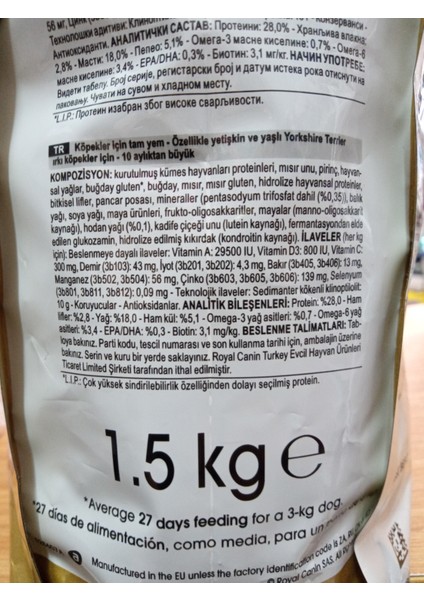 56 мг, Цинк
Технолошки адитиви: Клинопт
Антиоксиданти. АНАЛИТИЧКИ САСТАВ: Протеини: 28,0% - Хранљива влакна:
2,8% - Масти: 18,0% - Пепео: 5,1% - Омега-3 масне киселине: 0,7% - Омега-6
масне киселине: 3,4% - EPA/DHA: 0,3% - Биотин: 3,1 мг/кг. НАЧИН УПОТРЕБЕ:
Видети табелу. Број серије, регистарски број и датум истека рока отиснути на
паковању. Чувати на сувом и хладном месту.
*L.I.P.: Протеин изабран због високе сварљивости.
TR Köpekler için tam yem - Özellikle yetişkin ve yaşlı Yorkshire Terrier
ırkı köpekler için - 10 aylıktan büyük
KOMPOZİSYON: kurutulmuş kümes hayvanları proteinleri, mısır unu, pirinç, hayvan-
sal yağlar, buğday gluten*, buğday, mısır, mısır gluten, hidrolize hayvansal proteinler,
bitkisel lifler, pancar posası, mineraller (pentasodyum trifosfat dahil (%0,35)), balık
yağı, soya yağı, maya ürünleri, frukto-oligosakkaritler, mayalar (manno-oligosakkarit
kaynağı), hodan yağı (%0,1), kadife çiçeği unu (lutein kaynağı), fermantasyondan elde
edilen glukozamin, hidrolize edilmiş kıkırdak (kondroitin kaynağı). İLAVELER (her kg
için): Beslenmeye dayalı ilaveler: Vitamin A: 29500 IU, Vitamin D3: 800 IU, Vitamin C:
300 mg, Demir (3b103): 43 mg, İyot (3b201, 3b202): 4,3 mg, Bakır (3b405, 3b406): 13 mg,
Manganez (3b502, 3b504): 56 mg, Çinko (3b603, 3b605, 3b606): 139 mg, Selenyum
(3b801, 3b811, 3b812): 0,09 mg - Teknolojik ilaveler: Sedimanter kökenli klinoptilolit:
10 g - Koruyucular - Antioksidanlar. ANALİTİK BİLEŞENLERİ: Protein: %28,0 - Ham
lif: %2,8 - Yağ: %18,0 - Ham kül: %5,1 - Omega-3 yağ asitleri: %0,7 - Omega-6 yağ
asitleri: %3,4 - EPA/DHA: %0,3 - Biotin: 3,1 mg/kg. BESLENME TALİMATLARI: Tab-
loya bakınız. Parti kodu, tescil numarası ve son kullanma tarihi için, ambalajın üzerine
bakınız. Serin ve kuru bir yerde saklayınız. Royal Canin Turkey Evcil Hayvan Ürünleri
Ticaret Limited Şirketi tarafından ithal edilmiştir.
*L.I.P.: Çok yüksek sindirilebilirlik özelliğinden dolayı seçilmiş protein.
1.5 kg e
*Average 27 days feeding for a 3-kg dog.
*27 días de alimentación, como media, para un
Manufactured in the EU unless the factory identification code is ZA,
© Royal Canin SAS.